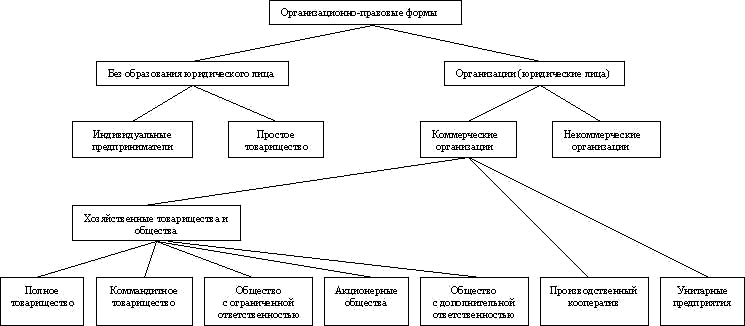 Организационно-правовые формы
Без образования юридического лица
Организации (юридические лица)
Индивидуальные
предприниматели
Простое
товарищество
Коммерческие
организации
Некоммерческие
организации
Хозяйственные товарищества и
общества
Полное
товарищество
Коммандитное
товарищество
Общество
с ограниченной
ответственностью
Акционерные
общества
Общество
с дополнительной
ответственностью
Производственный
кооператив
Унитарные
предприятия